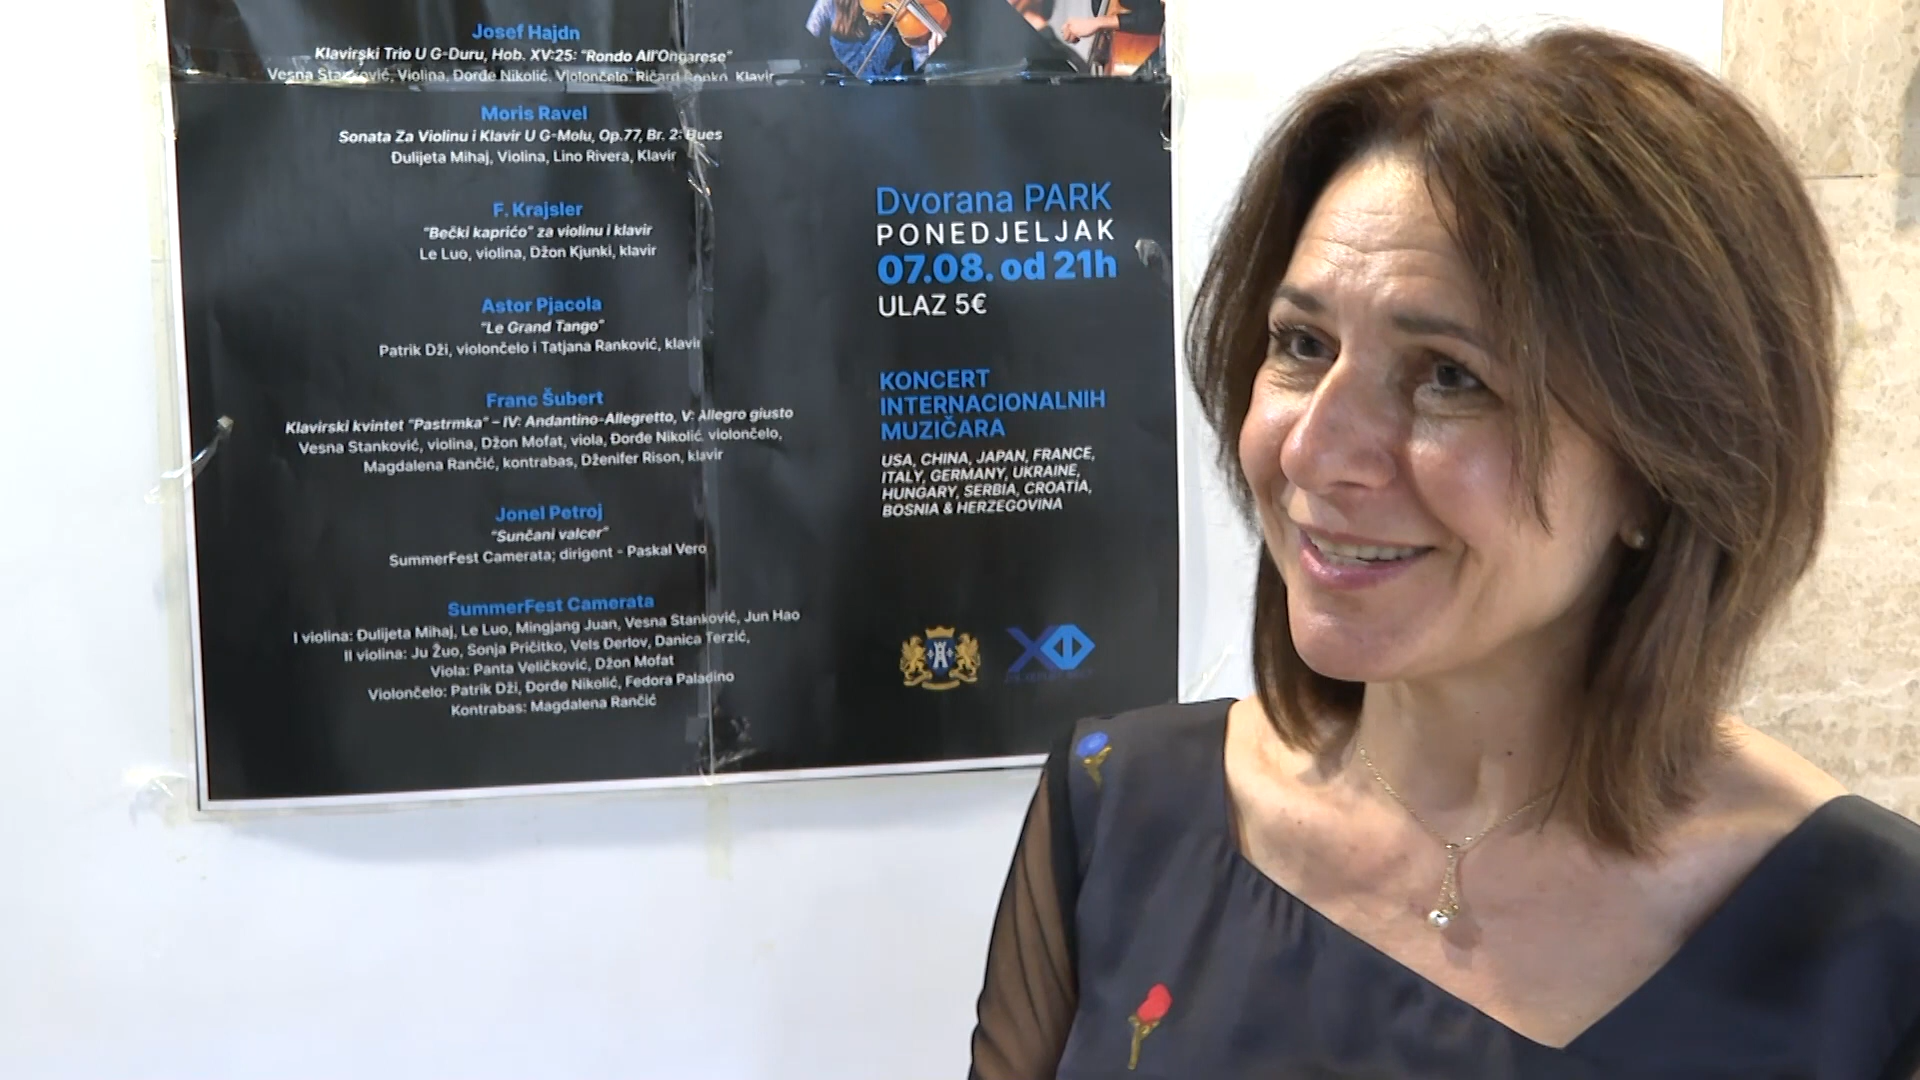 Josef Hajdn
Klavirski Trio U G-Duru, Hob. XV:25: "Rondo All'Ongarese"
Vesna Stanković, Violina, Đorđe Nikolić, Violončelo, Ričard Klavir
Moris Ravel
Sonata Za Violinu i Klavir U G-Molu, Op.77, Br. 2: Bues
Đulijeta Mihaj, Violina, Lino Rivera, Klavir
F. Krajsler
"Bečki kaprićo" za violinu i klavir
Le Luo, violina, Džon Kjunki, klavir
Astor Pjacola
"Le Grand Tango"
Patrik Dži, violončelo i Tatjana Ranković, klavir
Franc Šubert
Klavirski kvintet "Pastrmka" – IV: Andantino-Allegretto, V: Allegro giusto
Vesna Stanković, violina, Džon Mofat, viola, Đorđe Nikolić violončelo,
Magdalena Rančić, kontrabas, Dženifer Rison, klavir
Jonel Petroj
"Sunčani valcer"
SummerFest Camerata; dirigent - Paskal Vero
SummerFest Camerata
I violina: Đulijeta Mihaj, Le Luo, Mingjang Juan, Vesna Stanković, Jun Hao
II violina: Ju Žuo, Sonja Pričitko, Vels Đerlov, Danica Terzić,
Viola: Panta Veličković, Džon Mofat
Violončelo: Patrik Dži, Đorđe Nikolić, Fedora Paladino
Kontrabas: Magdalena Rančić
Dvorana PARK
PONEDJELJAK
07.08. od 21h
ULAZ 5€
KONCERT
INTERNACIONALNIH
MUZIČARA
USA, CHINA, JAPAN, FRANCE,
ITALY, GERMANY, UKRAINE,
HUNGARY, SERBIA, CROATIA,
BOSNIA & HERZEGOVINA